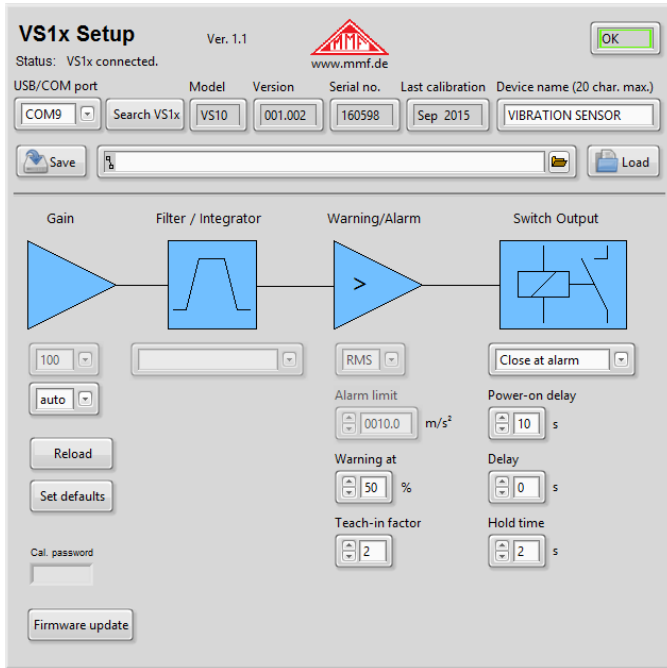 VS1x Setup Ver. 1.1 MMF OK
Status: VS1x connected. www.mmf.de
USB/COM port Model Version Serial no. Last calibration Device name (20 char. max.)
COM9 Search VS1x VS10 001.002 160598 Sep 2015 VIBRATION SENSOR
Save Load
Gain Filter / Integrator Warning/Alarm Switch Output
>
100 RMS Close at alarm
auto Alarm limit Power-on delay
0010.0 m/s² 10 s
Reload Warning at Delay
Set defaults 50 % 0 s
Teach-in factor Hold time
Cal. password 2 2 s
Firmware update